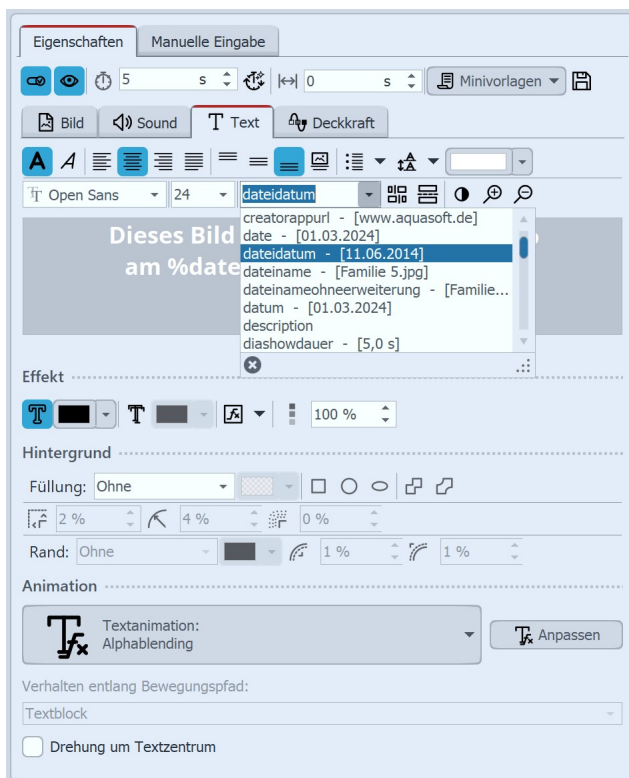 Eigenschaften Manuelle Eingabe
5 s 0 s Minivorlagen
Bild Sound Text Deckkraft
Open Sans 24 dateidatum
creatorappurl - [www.aquasoft.de]
date - [01.03.2024]
dateidatum - [11.06.2014]
dateiname - [Familie 5.jpg]
dateinameohneerweiterung - [Familie...
datum - [01.03.2024]
description
diashowdauer - [5,0 s]
Dieses Bild
am %date
Effekt
100 %
Hintergrund
Füllung: Ohne
2 % 4 % 0 %
Rand: Ohne 1 % 1 %
Animation
Textanimation:
Alphablending
Anpassen
Verhalten entlang Bewegungspfad:
Textblock
Drehung um Textzentrum